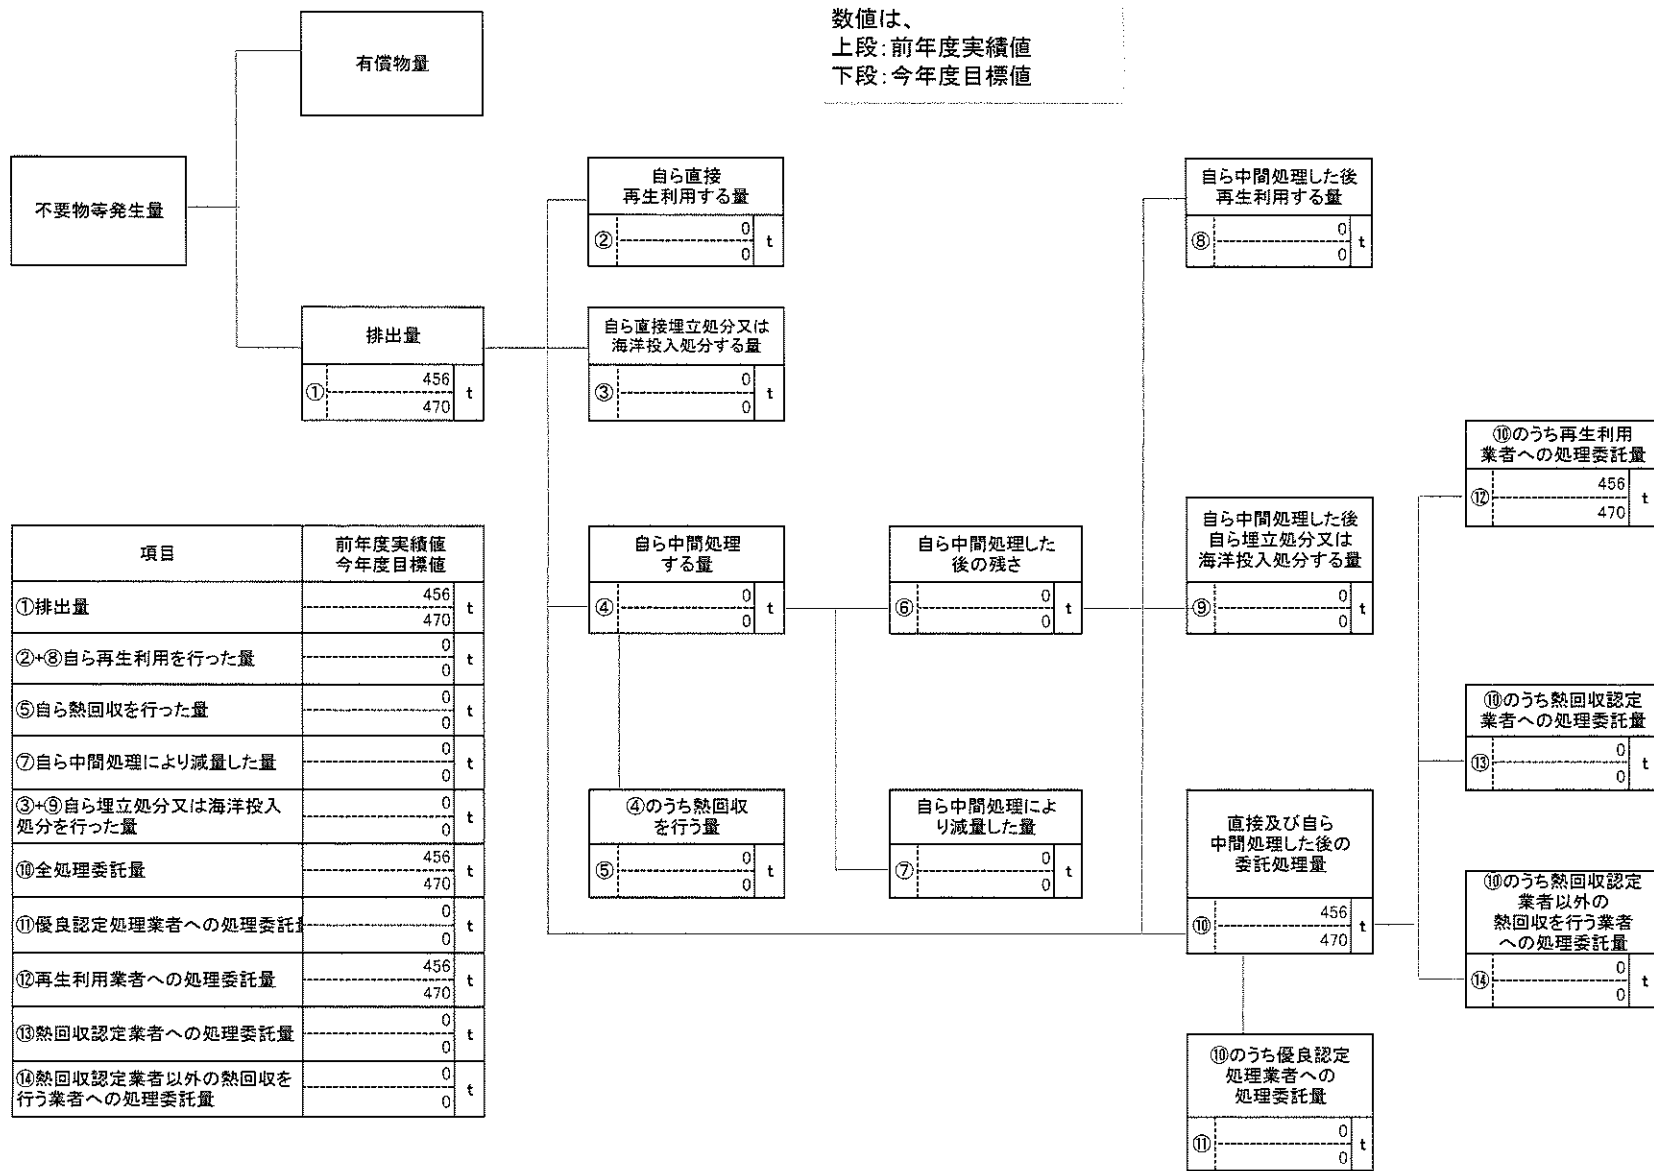 数値は、
上段:前年度実績値
下段:今年度目標値
有償物量
不要物等発生量
排出量
①
456
470
t
自ら直接
再生利用する量
②
0
0
t
自ら直接埋立処分又は
海洋投入処分する量
③
0
0
t
自ら中間処理
する量
④
0
0
t
④のうち熱回収
を行う量
⑤
0
0
t
自ら中間処理した
後の残さ
⑥
0
0
t
自ら中間処理によ
り減量した量
⑦
0
0
t
自ら中間処理した後
再生利用する量
⑧
0
0
t
自ら中間処理した後
自ら埋立処分又は
海洋投入処分する量
⑨
0
0
t
直接及び自ら
中間処理した後の
委託処理量
⑩
456
470
t
⑩のうち優良認定
処理業者への
処理委託量
⑪
0
0
t
⑩のうち再生利用
業者への処理委託量
⑫
456
470
t
⑩のうち熱回収認定
業者への処理委託量
⑬
0
0
t
⑩のうち熱回収認定
業者以外の
熱回収を行う業者
への処理委託量
⑭
0
0
t
項目
前年度実績値
今年度目標値
①排出量
456
470
t
②+⑧自ら再生利用を行った量
0
0
t
⑤自ら熱回収を行った量
0
0
t
⑦自ら中間処理により減量した量
0
0
t
③+⑨自ら埋立処分又は海洋投入
処分を行った量
0
0
t
⑩全処理委託量
456
470
t
⑪優良認定処理業者への処理委託量
0
0
t
⑫再生利用業者への処理委託量
456
470
t
⑬熱回収認定業者への処理委託量
0
0
t
⑭熱回収認定業者以外の熱回収を
行う業者への処理委託量
0
0
t